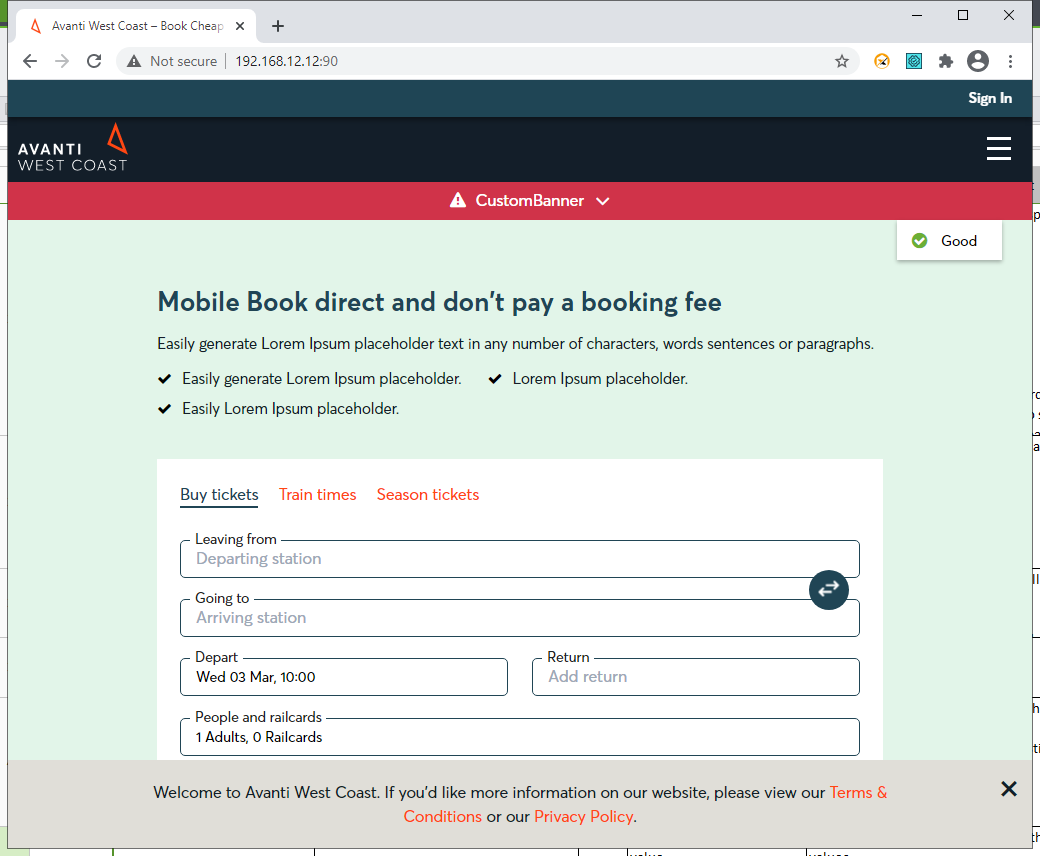 Avanti West Coast – Book Cheap
Not secure
192.168.12.12:90
Sign In
AVANTI
WEST COAST
CustomBanner
Good
Mobile Book direct and don't pay a booking fee
Easily generate Lorem Ipsum placeholder text in any number of characters, words sentences or paragraphs.
Easily generate Lorem Ipsum placeholder. Lorem Ipsum placeholder.
Easily Lorem Ipsum placeholder.
Buy tickets Train times Season tickets
Leaving from
Departing station
Going to
Arriving station
Depart Return
Wed 03 Mar, 10:00 Add return
People and railcards
1 Adults, 0 Railcards
Welcome to Avanti West Coast. If you'd like more information on our website, please view our Terms &
Conditions or our Privacy Policy.